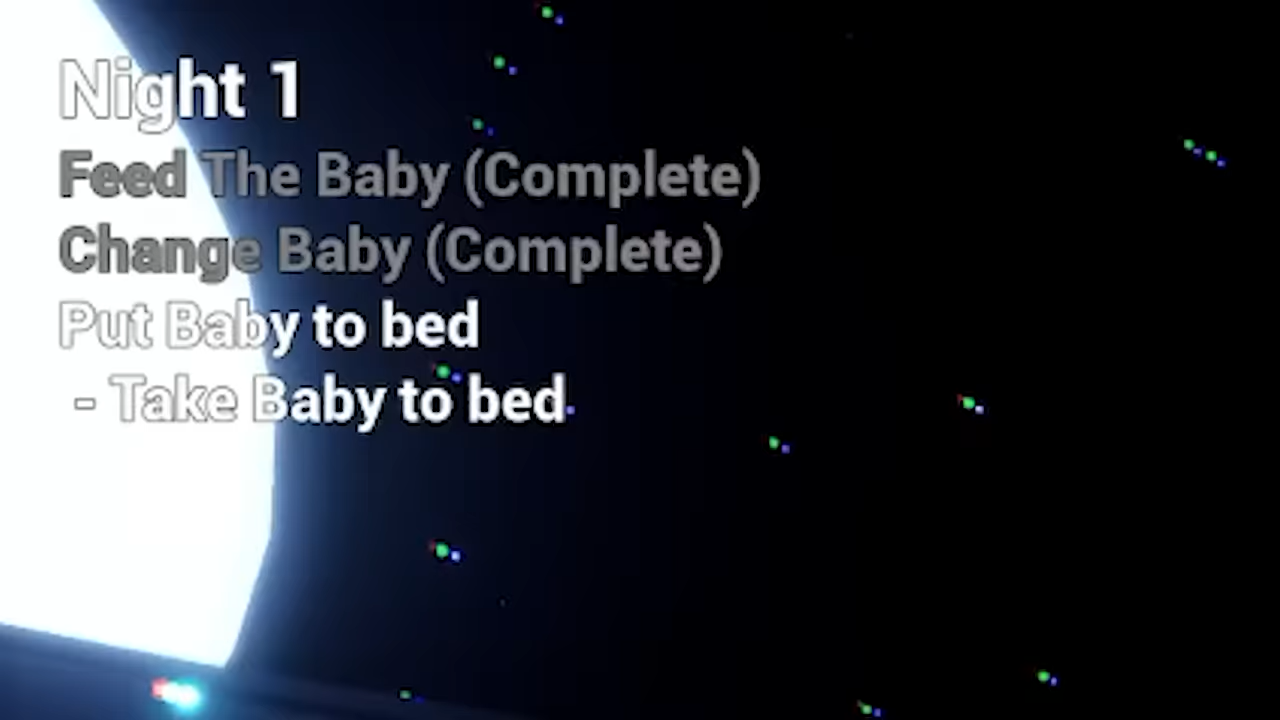 Night 1
Feed The Baby (Complete)
Change Baby (Complete)
Put Baby to bed
- Take Baby to bed